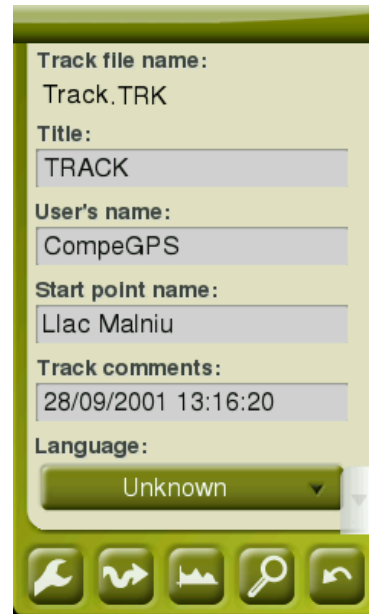 Track file name:
Track.TRK
Title:
TRACK
User's name:
CompeGPS
Start point name:
Llac Malniu
Track comments:
28/09/2001 13:16:20
Language:
Unknown